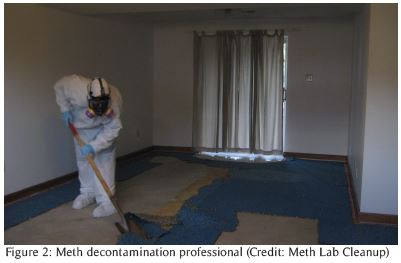 Figure 2: Meth decontamination professional (Credit: Meth Lab Cleanup)